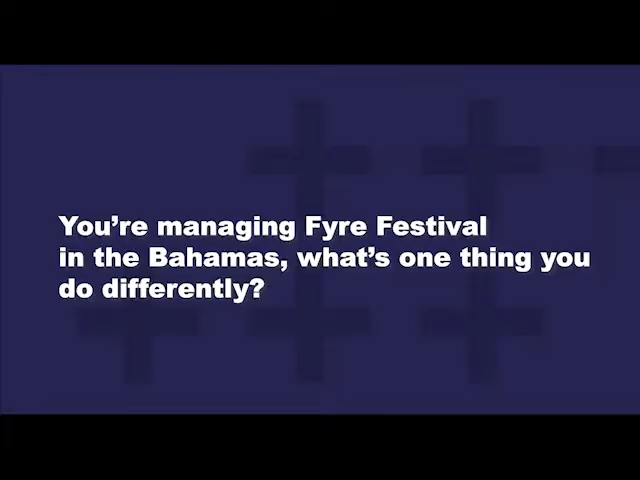 You’re managing Fyre Festival
in the Bahamas, what’s one thing you
do differently?